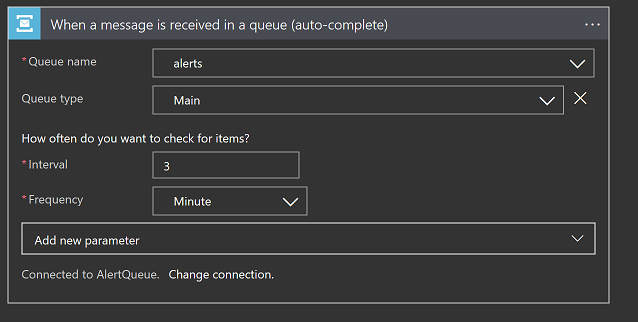 When a message is received in a queue (auto-complete)
* Queue name alerts
Queue type Main
How often do you want to check for items?
* Interval 3
* Frequency Minute
Add new parameter
Connected to AlertQueue. Change connection.